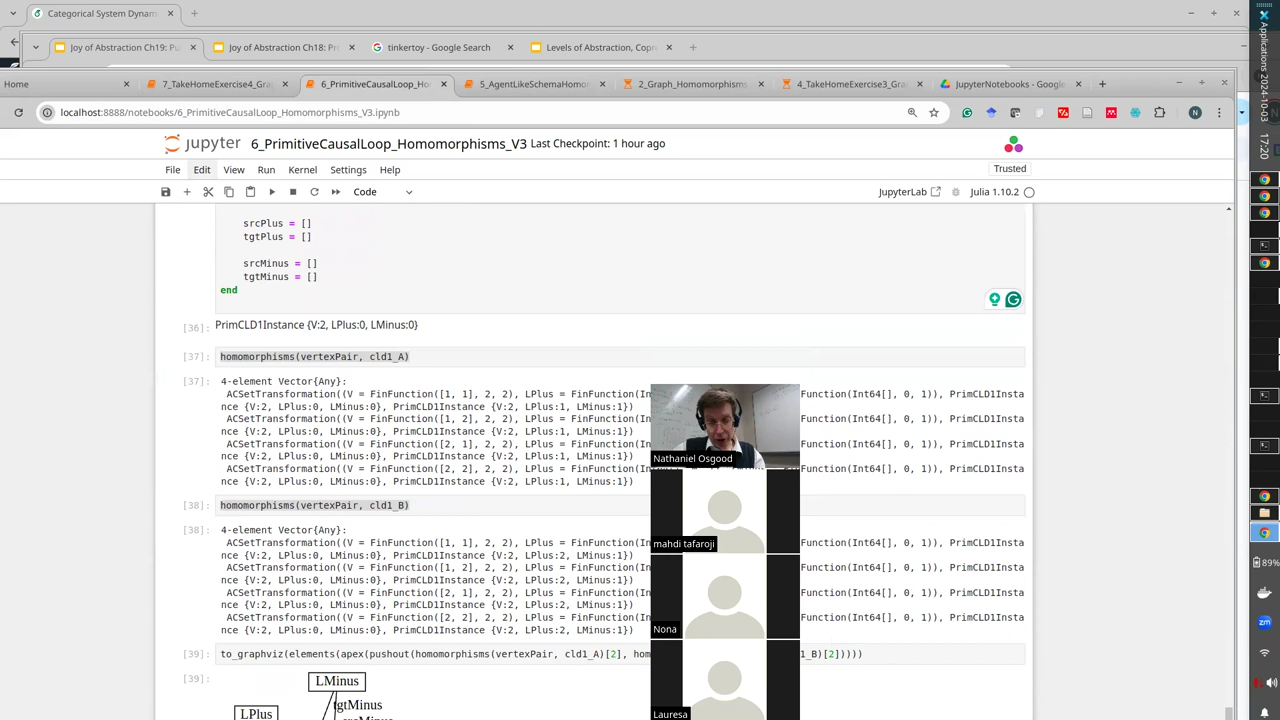 Categorical System Dynam
Joy of Abstraction Ch19: Pu
Joy of Abstraction Ch18: Pr
tinkertoy - Google Search
of Abstraction, Copr
Home
7_TakeHomeExercise4_Gra
6_PrimitiveCausalLoop_Ho
5_AgentLikeSchemaHomom
2_Graph_Homomorphisms
4_TakeHomeExercise3_Gra
JupyterNotebooks - Google
localhost:8888/notebooks/6_PrimitiveCausalLoop_Homomorphisms_V3.ipynb
jupyter 6_PrimitiveCausalLoop_Homomorphisms_V3 Last Checkpoint: 1 hour ago
File Edit View Run Kernel Settings Help
Trusted
Code
JupyterLab
Julia 1.10.2
srcPlus = []
tgtPlus = []
srcMinus = []
tgtMinus = []
end
[36]: PrimCLD1Instance {V:2, LPlus:0, LMinus:0}
[37]: homomorphisms(vertexPair, cld1_A)
[37]: 4-element Vector{Any}:
ACSetTransformation((V = FinFunction([1, 1], 2, 2), LPlus = FinFunction(In Function(Int64[], 0, 1)), PrimCLD1Insta
nce {V:2, LPlus:0, LMinus:0}, PrimCLD1Instance {V:2, LPlus:1, LMinus:1})
ACSetTransformation((V = FinFunction([1, 2], 2, 2), LPlus = FinFunction(In Function(Int64[], 0, 1)), PrimCLD1Insta
nce {V:2, LPlus:0, LMinus:0}, PrimCLD1Instance {V:2, LPlus:1, LMinus:1})
ACSetTransformation((V = FinFunction([2, 1], 2, 2), LPlus = FinFunction(In Function(Int64[], 0, 1)), PrimCLD1Insta
nce {V:2, LPlus:0, LMinus:0}, PrimCLD1Instance {V:2, LPlus:1, LMinus:1})
ACSetTransformation((V = FinFunction([2, 2], 2, 2), LPlus = FinFunction(In Function(Int64[], 0, 1)), PrimCLD1Insta
nce {V:2, LPlus:0, LMinus:0}, PrimCLD1Instance {V:2, LPlus:1, LMinus:1})
[38]: homomorphisms(vertexPair, cld1_B)
[38]: 4-element Vector{Any}:
ACSetTransformation((V = FinFunction([1, 1], 2, 2), LPlus = FinFunction(In Function(Int64[], 0, 1)), PrimCLD1Insta
nce {V:2, LPlus:0, LMinus:0}, PrimCLD1Instance {V:2, LPlus:2, LMinus:1})
ACSetTransformation((V = FinFunction([1, 2], 2, 2), LPlus = FinFunction(In Function(Int64[], 0, 1)), PrimCLD1Insta
nce {V:2, LPlus:0, LMinus:0}, PrimCLD1Instance {V:2, LPlus:2, LMinus:1})
ACSetTransformation((V = FinFunction([2, 1], 2, 2), LPlus = FinFunction(In Function(Int64[], 0, 1)), PrimCLD1Insta
nce {V:2, LPlus:0, LMinus:0}, PrimCLD1Instance {V:2, LPlus:2, LMinus:1})
ACSetTransformation((V = FinFunction([2, 2], 2, 2), LPlus = FinFunction(In Function(Int64[], 0, 1)), PrimCLD1Insta
nce {V:2, LPlus:0, LMinus:0}, PrimCLD1Instance {V:2, LPlus:2, LMinus:1})
[39]: to_graphviz(elements(apex(pushout(homomorphisms(vertexPair, cld1_A)[2], hom 1_B)[2]))))
[39]:
LMinus
tgtMinus
LPlus
Nathaniel Osgood
mahdi tafaroji
Nona
Lauresa
Applications 2024-10-03 17:20
89%
zm
N